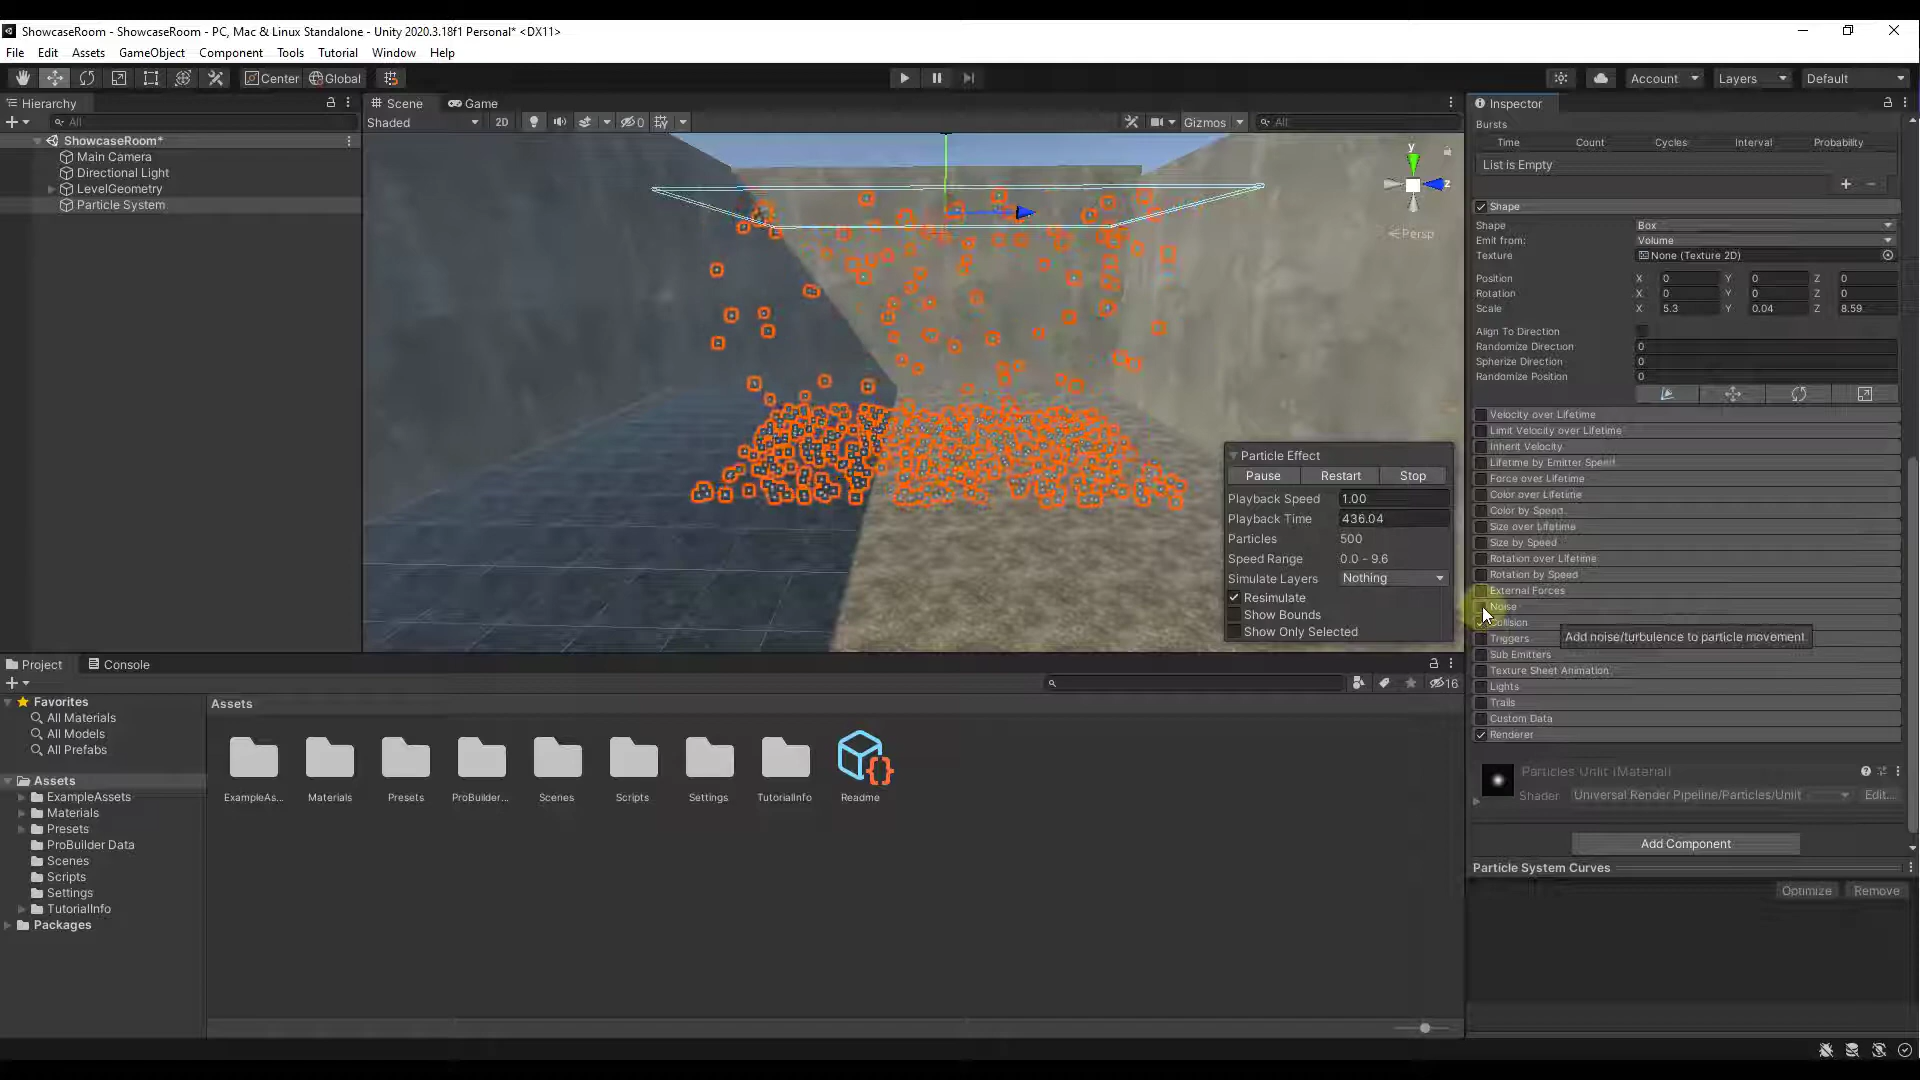 ShowcaseRoom - ShowcaseRoom - PC, Mac & Linux Standalone - Unity 2020.3.18f1 Personal* <DX11>
File Edit Assets GameObject Component Tools Tutorial Window Help
Center Global Account Layers Default
Hierarchy
All
ShowcaseRoom*
Main Camera
Directional Light
LevelGeometry
Particle System
Scene Game
Shaded 2D 0 Gizmos All
y
z
Persp
Particle Effect
Pause Restart Stop
Playback Speed 1.00
Playback Time 436.04
Particles 500
Speed Range 0.0 - 9.6
Simulate Layers Nothing
Resimulate
Show Bounds
Show Only Selected
Inspector
Bursts
Time Count Cycles Interval Probability
List is Empty
Shape
Shape Box
Emit from: Volume
Texture None (Texture 2D)
Position X 0 Y 0 Z 0
Rotation X 0 Y 0 Z 0
Scale X 5.3 Y 0.04 Z 8.59
Align To Direction
Randomize Direction 0
Spherize Direction 0
Randomize Position 0
Velocity over Lifetime
Limit Velocity over Lifetime
Inherit Velocity
Lifetime by Emitter Speed
Force over Lifetime
Color over Lifetime
Color by Speed
Size over Lifetime
Size by Speed
Rotation over Lifetime
Rotation by Speed
External Forces
Noise
Collision
Triggers
Add noise/turbulence to particle movement.
Sub Emitters
Texture Sheet Animation
Lights
Trails
Custom Data
Renderer
Particles Unlit (Material)
Shader Universal Render Pipeline/Particles/Unlit Edit...
Add Component
Particle System Curves
Optimize Remove
Project Console
16
Favorites
All Materials
All Models
All Prefabs
Assets
ExampleAssets
Materials
Presets
ProBuilder Data
Scenes
Scripts
Settings
TutorialInfo
Packages
Assets
ExampleAs... Materials Presets ProBuilder... Scenes Scripts Settings TutorialInfo Readme